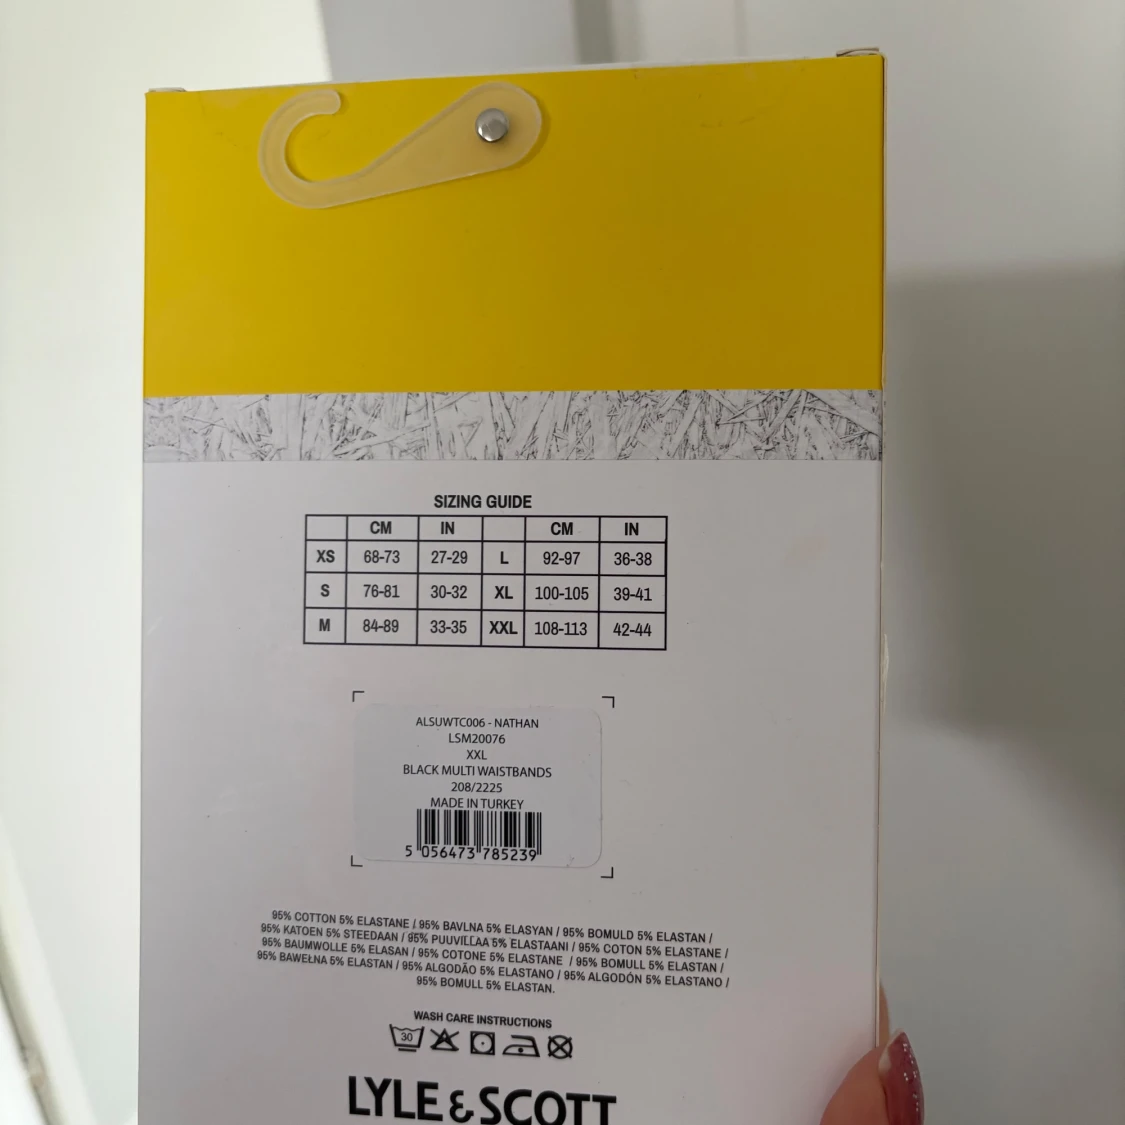 SIZING GUIDE
CM IN CM IN
XS 68-73 27-29 L 92-97 36-38
S 76-81 30-32 XL 100-105 39-41
M 84-89 33-35 XXL 108-113 42-44
ALSUWTC006 - NATHAN
LSM20076
XXL
BLACK MULTI WAISTBANDS
208/2225
MADE IN TURKEY
5 056473 785239
95% COTTON 5% ELASTANE / 95% BAVLNA 5% ELASYAN / 95% BOMULD 5% ELASTAN /
95% KATOEN 5% STEEDAAN / 95% PUUVILLAA 5% ELASTAANI / 95% COTON 5% ELASTANE /
95% BAUMWOLLE 5% ELASAN / 95% COTONE 5% ELASTANE / 95% BOMULL 5% ELASTAN /
95% BAWEŁNA 5% ELASTAN / 95% ALGODÃO 5% ELASTANO / 95% ALGODÓN 5% ELASTANO /
95% BOMULL 5% ELASTAN.
WASH CARE INSTRUCTIONS
30
LYLE & SCOTT